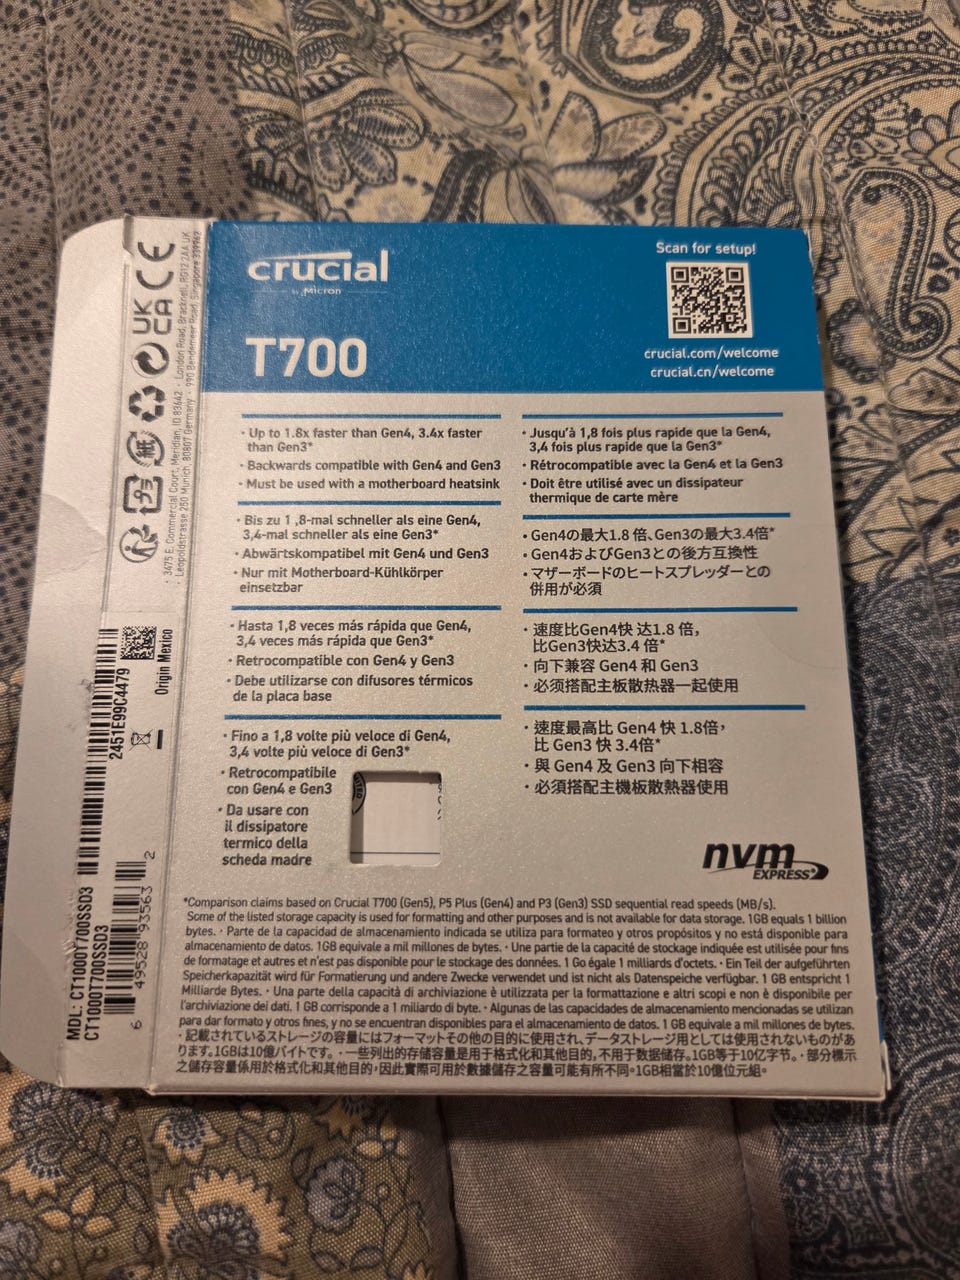 crucial
by Micron
T700
Scan for setup!
crucial.com/welcome
crucial.cn/welcome
· Up to 1.8x faster than Gen4, 3.4x faster
than Gen3*
· Backwards compatible with Gen4 and Gen3
· Must be used with a motherboard heatsink
· Bis zu 1 ,8-mal schneller als eine Gen4,
3,4-mal schneller als eine Gen3*
· Abwärtskompatibel mit Gen4 und Gen3
· Nur mit Motherboard-Kühlkörper
einsetzbar
· Hasta 1,8 veces más rápida que Gen4,
3,4 veces más rápida que Gen3*
· Retrocompatible con Gen4 y Gen3
· Debe utilizarse con difusores térmicos
de la placa base
· Fino a 1,8 volte più veloce di Gen4,
3,4 volte più veloce di Gen3*
· Retrocompatibile
con Gen4 e Gen3
· Da usare con
il dissipatore
termico della
scheda madre
· Jusqu'à 1,8 fois plus rapide que la Gen4,
3,4 fois plus rapide que la Gen3*
· Rétrocompatible avec la Gen4 et la Gen3
· Doit être utilisé avec un dissipateur
thermique de carte mère
· Gen4の最大1.8 倍、Gen3の最大3.4倍*
· Gen4およびGen3との後方互換性
· マザーボードのヒートスプレッダーとの
併用が必須
· 速度比Gen4快 达1.8 倍，
比Gen3快达3.4 倍*
· 向下兼容 Gen4 和 Gen3
· 必须搭配主板散热器一起使用
· 速度最高比 Gen4 快 1.8倍，
比 Gen3 快 3.4倍*
· 與 Gen4 及 Gen3 向下相容
· 必須搭配主機板散熱器使用
nvm
EXPRESS®
*Comparison claims based on Crucial T700 (Gen5), P5 Plus (Gen4) and P3 (Gen3) SSD sequential read speeds (MB/s).
Some of the listed storage capacity is used for formatting and other purposes and is not available for data storage. 1GB equals 1 billion
bytes. · Parte de la capacidad de almacenamiento indicada se utiliza para formateo y otros propósitos y no está disponible para
almacenamiento de datos. 1GB equivale a mil millones de bytes. · Une partie de la capacité de stockage indiquée est utilisée pour fins
de formatage et autres et n'est pas disponible pour le stockage des données. 1 Go égale 1 milliards d'octets. · Ein Teil der aufgeführten
Speicherkapazität wird für Formatierung und andere Zwecke verwendet und ist nicht als Datenspeiche verfügbar. 1 GB entspricht 1
Milliarde Bytes. · Una parte della capacità di archiviazione è utilizzata per la formattazione e altri scopi e non è disponibile per
l'archiviazione dei dati. 1 GB corrisponde a 1 miliardo di byte. · Algunas de las capacidades de almacenamiento mencionadas se utilizan
para dar formato y otros fines, y no se encuentran disponibles para el almacenamiento de datos. 1 GB equivale a mil millones de bytes.
· 記載されているストレージの容量にはフォーマットその他の目的に使用され、データストレージ用としては使用できないものがあ
ります。1GBは10億バイトです。 · 一些列出的存储容量是用于格式化和其他目的，不用于数据储存。1GB等于10亿字节。 · 部分標示
之儲存容量係用於格式化和其他目的，因此實際可用於數據儲存之容量可能有所不同。1GB相當於10億位元組。
CE
UK
CA
紙
· 3475 E. Commercial Court, Meridian, ID 83642 · London Road, Bracknell, RG12 2AA UK
· Leopoldstrasse 250 Munich, 80807 Germany · 990 Bendemeer Road, Singapore 339942
Origin Mexico
2451E99C4479
MDL: CT1000T700SSD3
CT1000T700SSD3
6 49528 93563 2